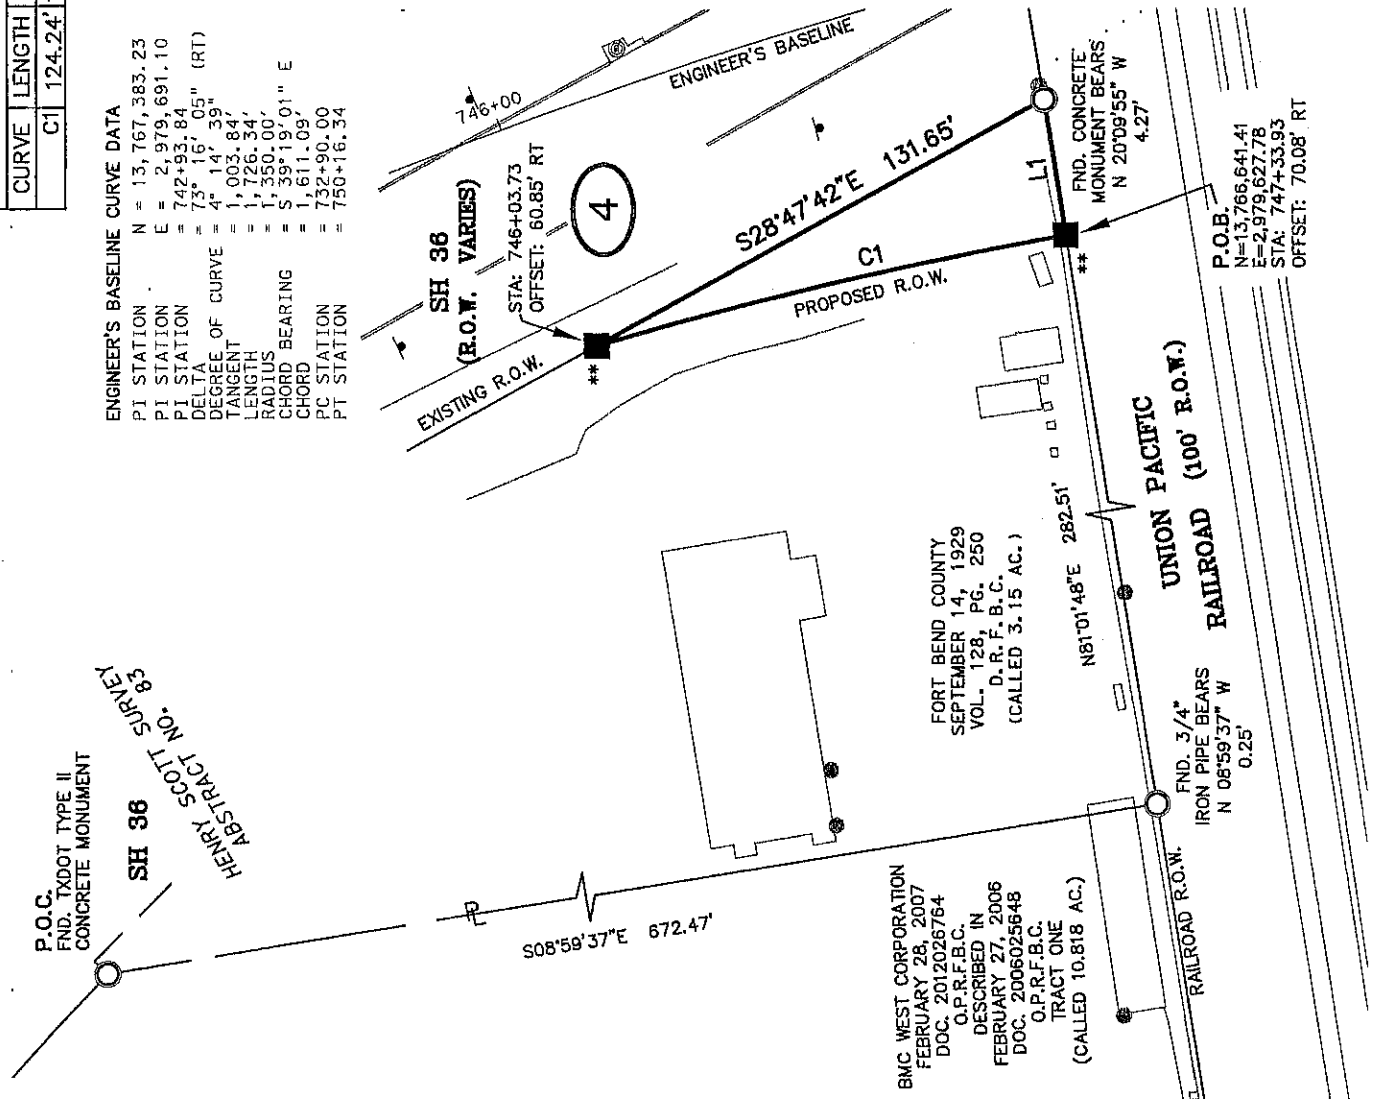 CURVE LENGTH
C1 124.24'
ENGINEER'S BASELINE CURVE DATA
PI STATION N = 13,767,383.23
PI STATION E = 2,979,691.10
PI STATION = 742+93.84
DELTA = 73° 16' 05" (RT)
DEGREE OF CURVE = 4° 14' 39"
TANGENT = 1,003.84'
LENGTH = 1,726.34'
RADIUS = 1,350.00'
CHORD BEARING = S 39°19'01" E
CHORD = 1,611.09'
PC STATION = 732+90.00
PT STATION = 750+16.34
746+00
ENGINEER'S BASELINE
SH 36
(R.O.W. VARIES)
STA: 746+03.73
OFFSET: 60.85' RT
4
EXISTING R.O.W.
**
S28°47'42"E 131.65'
C1
PROPOSED R.O.W.
L1
FND. CONCRETE
MONUMENT BEARS
N 20°09'55" W
4.27'
**
P.O.B.
N=13,766,641.41
E=2,979,627.78
STA: 747+33.93
OFFSET: 70.08' RT
P.O.C.
FND. TXDOT TYPE II
CONCRETE MONUMENT
SH 36
HENRY SCOTT SURVEY
ABSTRACT NO. 83
PL
S08°59'37"E 672.47'
FORT BEND COUNTY
SEPTEMBER 14, 1929
VOL. 128, PG. 250
D.R.F.B.C.
(CALLED 3.15 AC.)
N81°01'48"E 282.51'
UNION PACIFIC
RAILROAD (100' R.O.W.)
FND. 3/4"
IRON PIPE BEARS
N 08°59'37" W
0.25'
BMC WEST CORPORATION
FEBRUARY 28, 2007
DOC. 2012026764
O.P.R.F.B.C.
DESCRIBED IN
FEBRUARY 27, 2006
DOC. 2006025648
O.P.R.F.B.C.
TRACT ONE
(CALLED 10.818 AC.)
RAILROAD R.O.W.